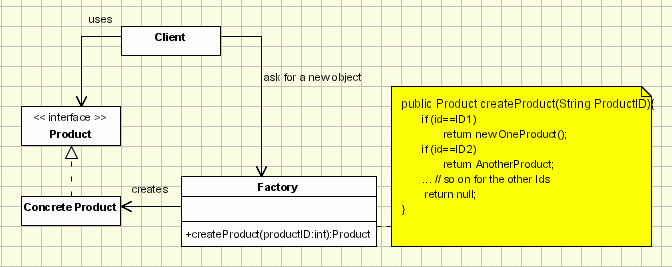 uses
Client
ask for a new object
<< interface >>
Product
creates
Concrete Product
Factory
+createProduct(productID:int):Product
public Product createProduct(String ProductID){
if (id==ID1)
return new OneProduct();
if (id==ID2)
return AnotherProduct;
... // so on for the other Ids
return null;
}